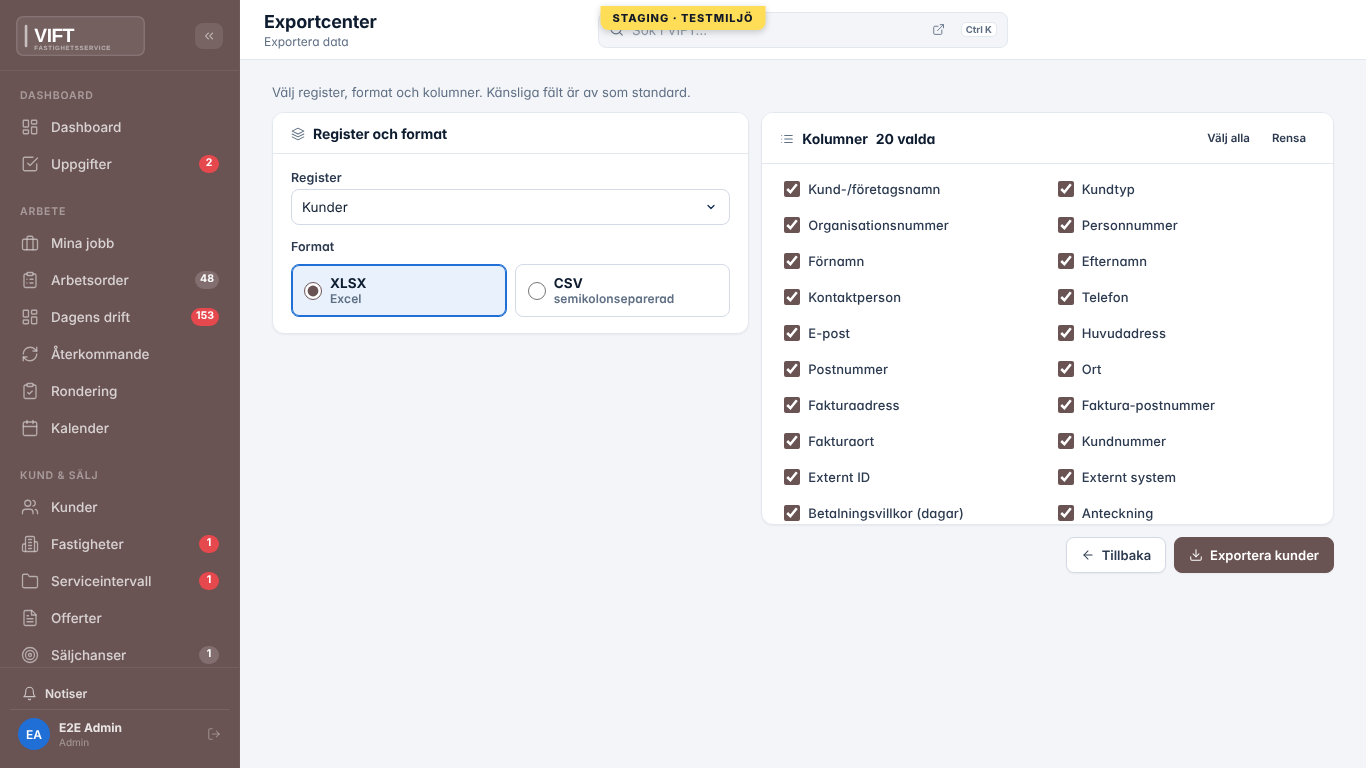 VIFT
FASTIGHETSSERVICE
DASHBOARD
Dashboard
Uppgifter 2
ARBETE
Mina jobb
Arbetsorder 48
Dagens drift 153
Återkommande
Rondering
Kalender
KUND & SÄLJ
Kunder
Fastigheter 1
Serviceintervall 1
Offerter
Säljchanser 1
Notiser
EA
E2E Admin
Admin
Exportcenter
Exportera data
STAGING · TESTMILJÖ
Sök i VIFT...
Ctrl K
Välj register, format och kolumner. Känsliga fält är av som standard.
Register och format
Register
Kunder
Format
XLSX
Excel
CSV
semikolonseparerad
Kolumner 20 valda
Välj alla
Rensa
Kund-/företagsnamn
Kundtyp
Organisationsnummer
Personnummer
Förnamn
Efternamn
Kontaktperson
Telefon
E-post
Huvudadress
Postnummer
Ort
Fakturaadress
Faktura-postnummer
Fakturaort
Kundnummer
Externt ID
Externt system
Betalningsvillkor (dagar)
Anteckning
Tillbaka
Exportera kunder